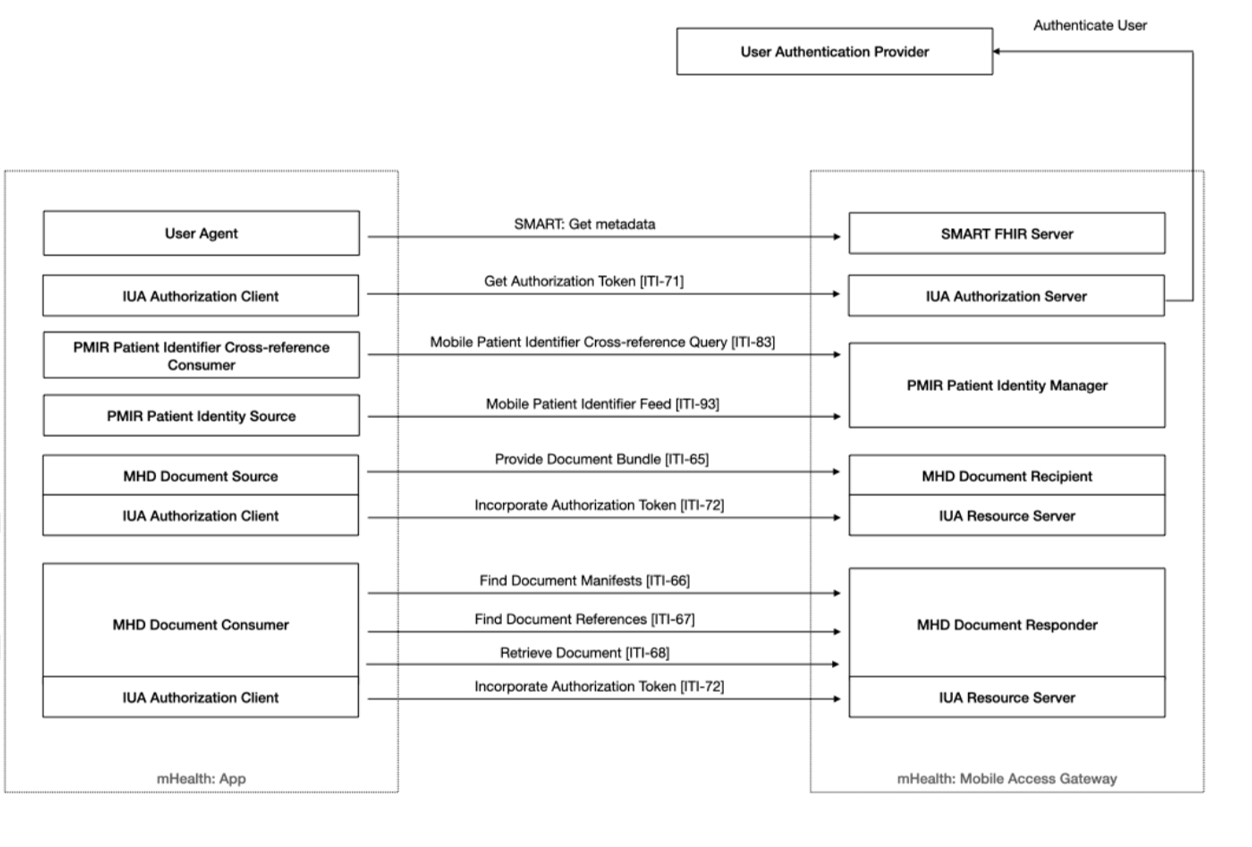 Authenticate User
User Authentication Provider
User Agent
SMART: Get metadata
SMART FHIR Server
IUA Authorization Client
Get Authorization Token [ITI-71]
IUA Authorization Server
PMIR Patient Identifier Cross-reference
Consumer
Mobile Patient Identifier Cross-reference Query [ITI-83]
PMIR Patient Identity Manager
PMIR Patient Identity Source
Mobile Patient Identifier Feed [ITI-93]
MHD Document Source
Provide Document Bundle [ITI-65]
MHD Document Recipient
IUA Authorization Client
Incorporate Authorization Token [ITI-72]
IUA Resource Server
MHD Document Consumer
Find Document Manifests [ITI-66]
Find Document References [ITI-67]
Retrieve Document [ITI-68]
MHD Document Responder
IUA Authorization Client
Incorporate Authorization Token [ITI-72]
IUA Resource Server
mHealth: App
mHealth: Mobile Access Gateway